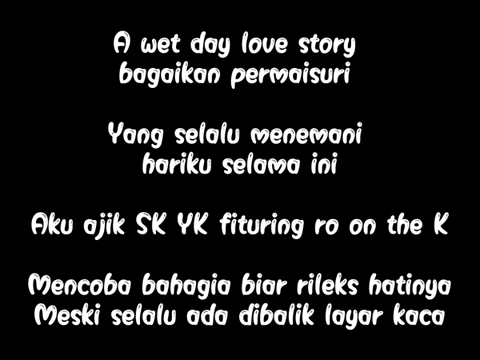 A wet day love story
bagaikan permaisuri
Yang selalu menemani
hariku selama ini
Aku ajik SK YK fituring ro on the K
Mencoba bahagia biar rileks hatinya
Meski selalu ada dibalik layar kaca